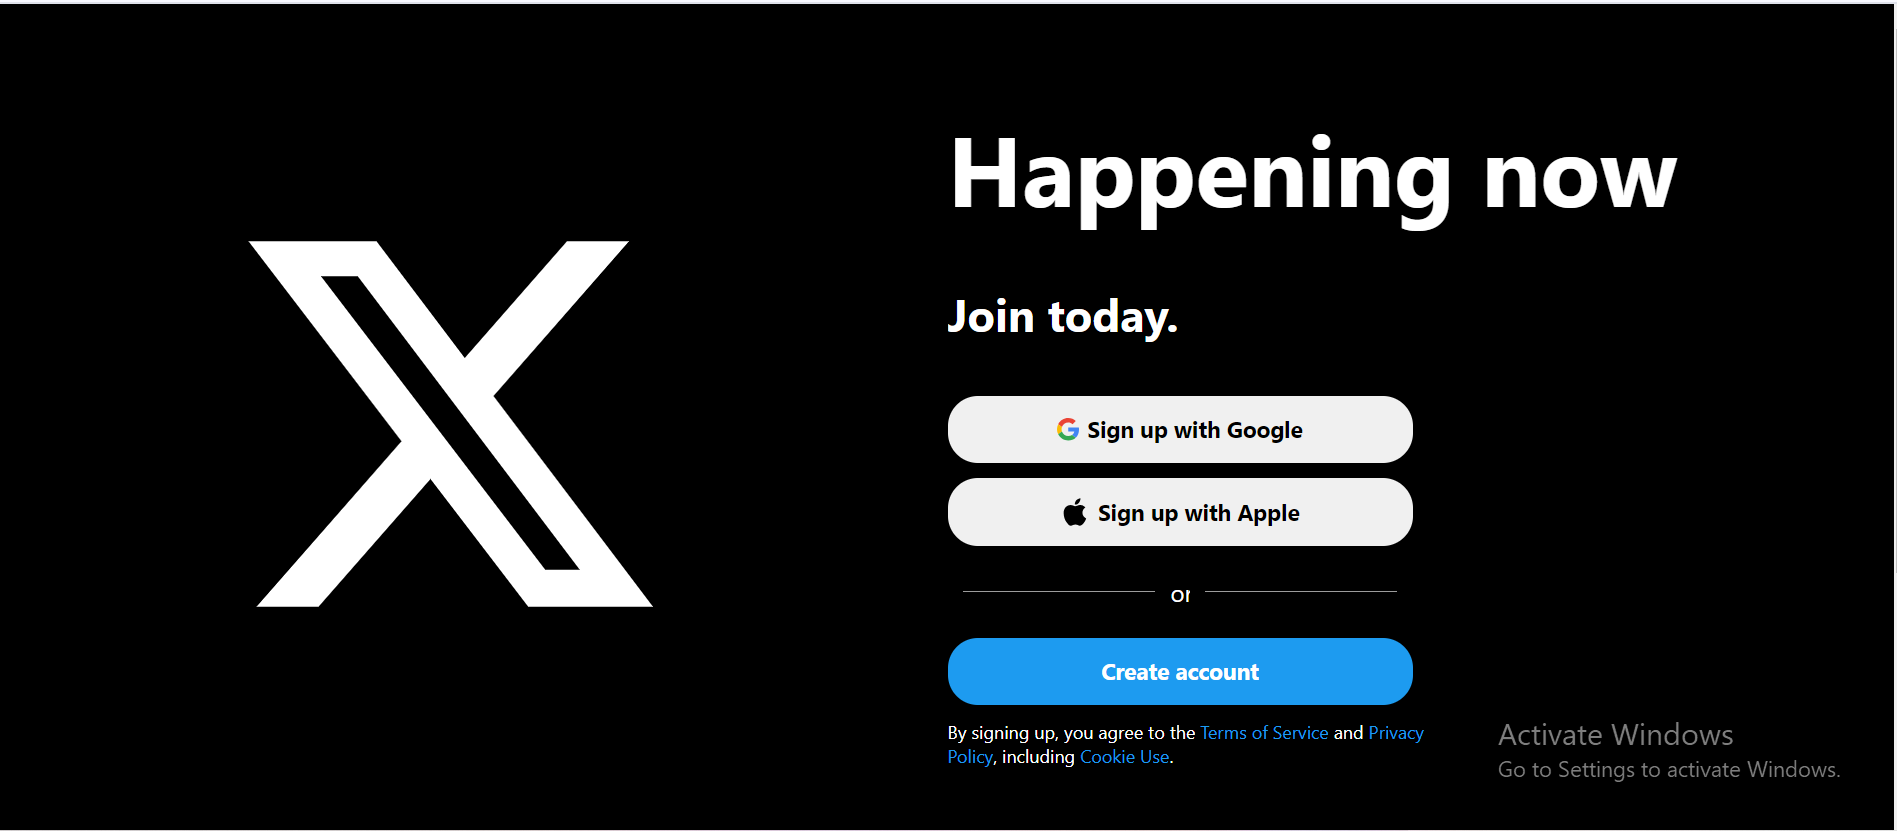 Happening now
Join today.
Sign up with Google
Sign up with Apple
or
Create account
By signing up, you agree to the Terms of Service and Privacy
Policy, including Cookie Use.
Activate Windows
Go to Settings to activate Windows.